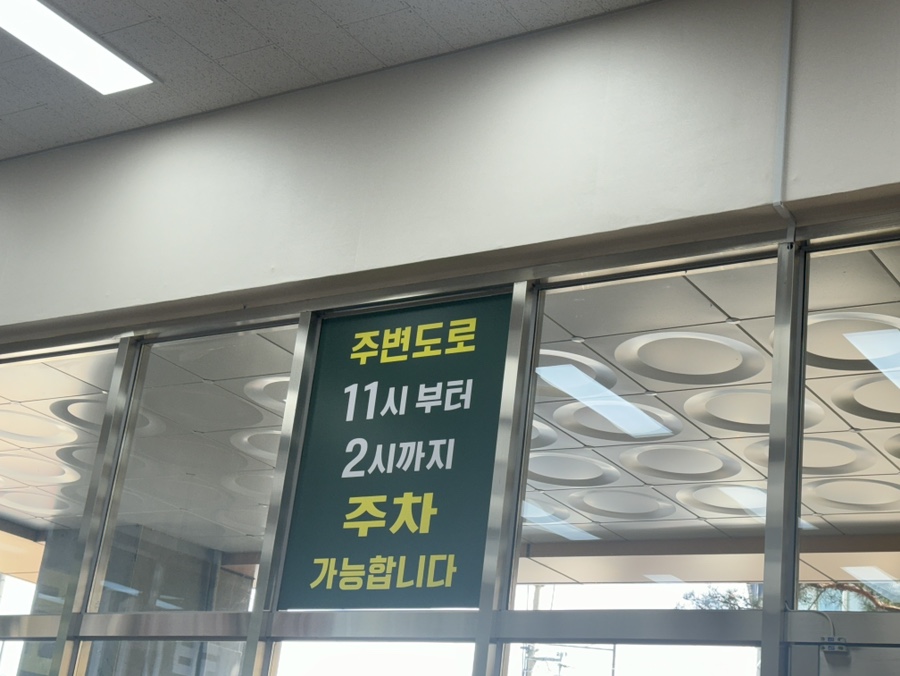 주변도로
11시 부터
2시까지
주차
가능합니다